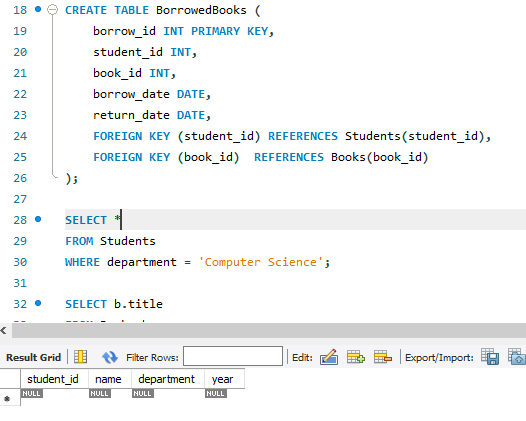 18 CREATE TABLE BorrowedBooks (
19 borrow_id INT PRIMARY KEY,
20 student_id INT,
21 book_id INT,
22 borrow_date DATE,
23 return_date DATE,
24 FOREIGN KEY (student_id) REFERENCES Students(student_id),
25 FOREIGN KEY (book_id)  REFERENCES Books(book_id)
26 );
27
28 SELECT *
29 FROM Students
30 WHERE department = 'Computer Science';
31
32 SELECT b.title
Result Grid Filter Rows: Edit: Export/Import:
student_id name department year
NULL NULL NULL NULL